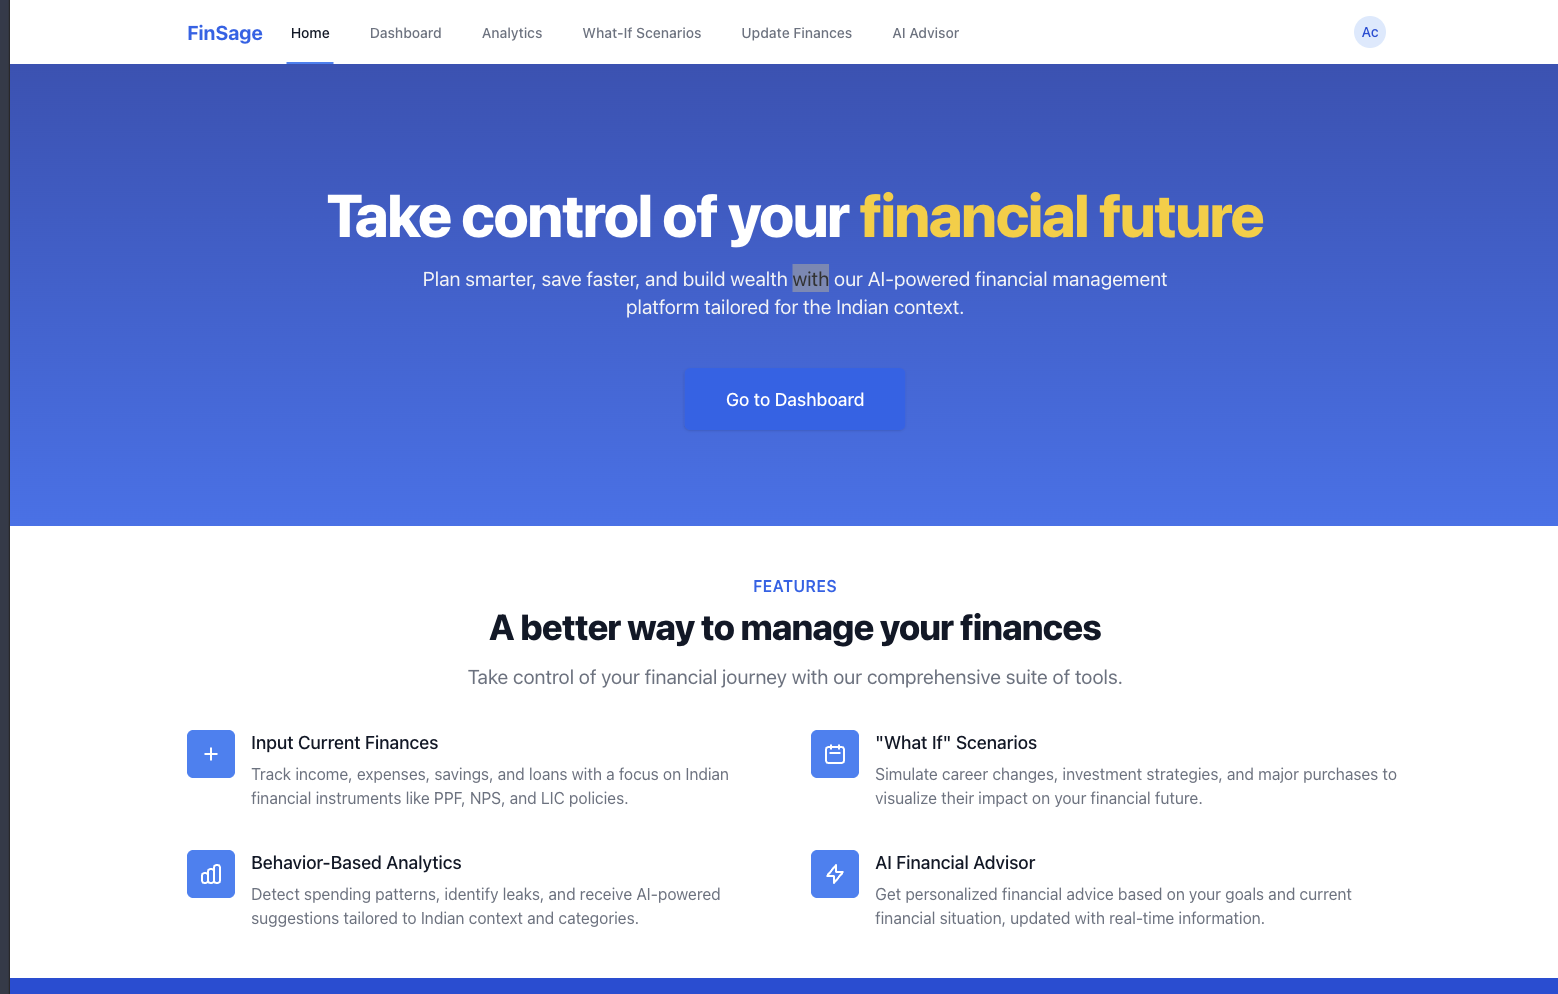 FinSage Home Dashboard Analytics What-If Scenarios Update Finances AI Advisor Ac
Take control of your financial future
Plan smarter, save faster, and build wealth with our AI-powered financial management
platform tailored for the Indian context.
Go to Dashboard
FEATURES
A better way to manage your finances
Take control of your financial journey with our comprehensive suite of tools.
Input Current Finances
Track income, expenses, savings, and loans with a focus on Indian
financial instruments like PPF, NPS, and LIC policies.
"What If" Scenarios
Simulate career changes, investment strategies, and major purchases to
visualize their impact on your financial future.
Behavior-Based Analytics
Detect spending patterns, identify leaks, and receive AI-powered
suggestions tailored to Indian context and categories.
AI Financial Advisor
Get personalized financial advice based on your goals and current
financial situation, updated with real-time information.